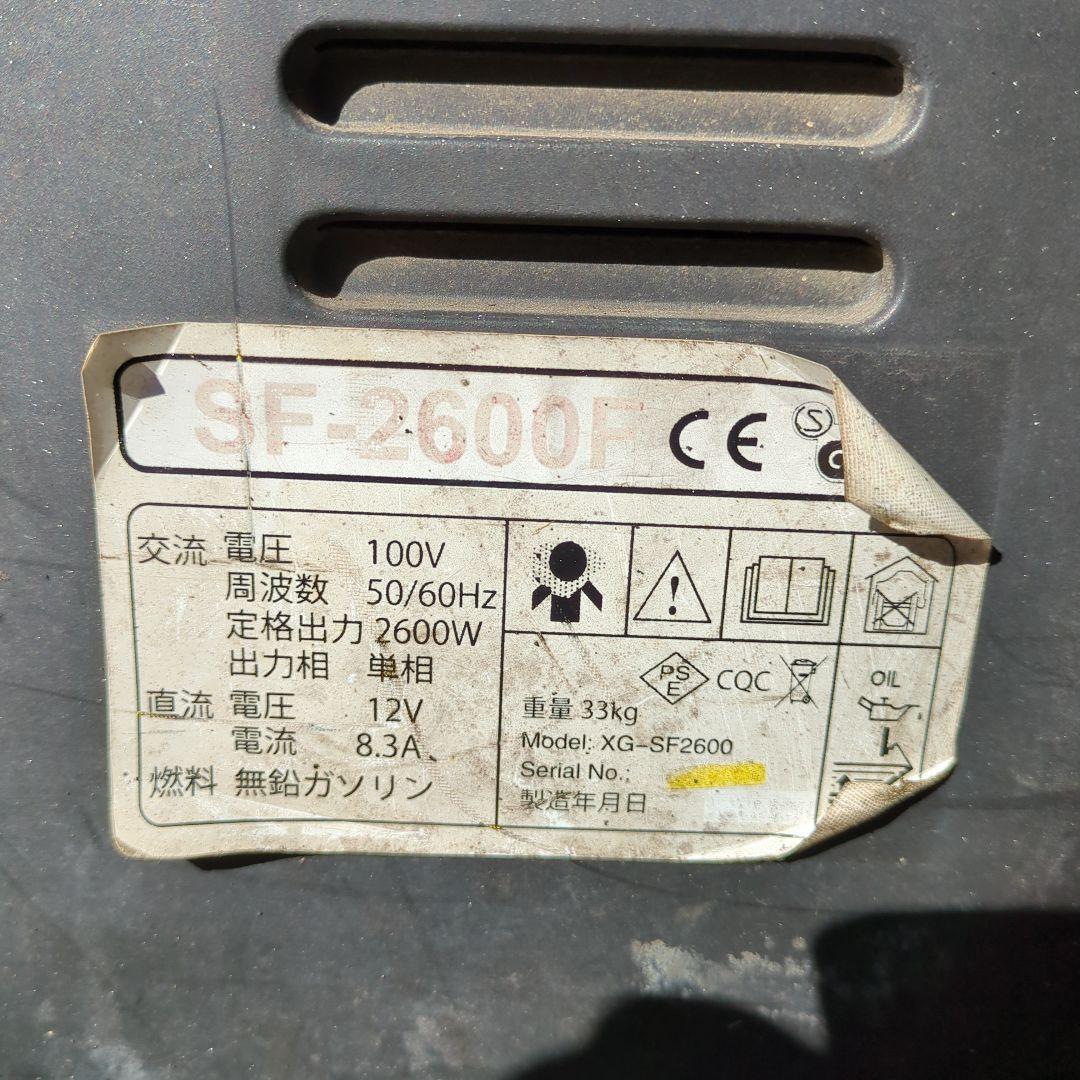 SF-2600F CE S
交流 電圧 100V
周波数 50/60Hz
定格出力 2600W
出力相 単相
直流 電圧 12V
電流 8.3A
燃料 無鉛ガソリン
PSE CQC
重量 33kg
Model: XG-SF2600
Serial No.:
製造年月日
OIL